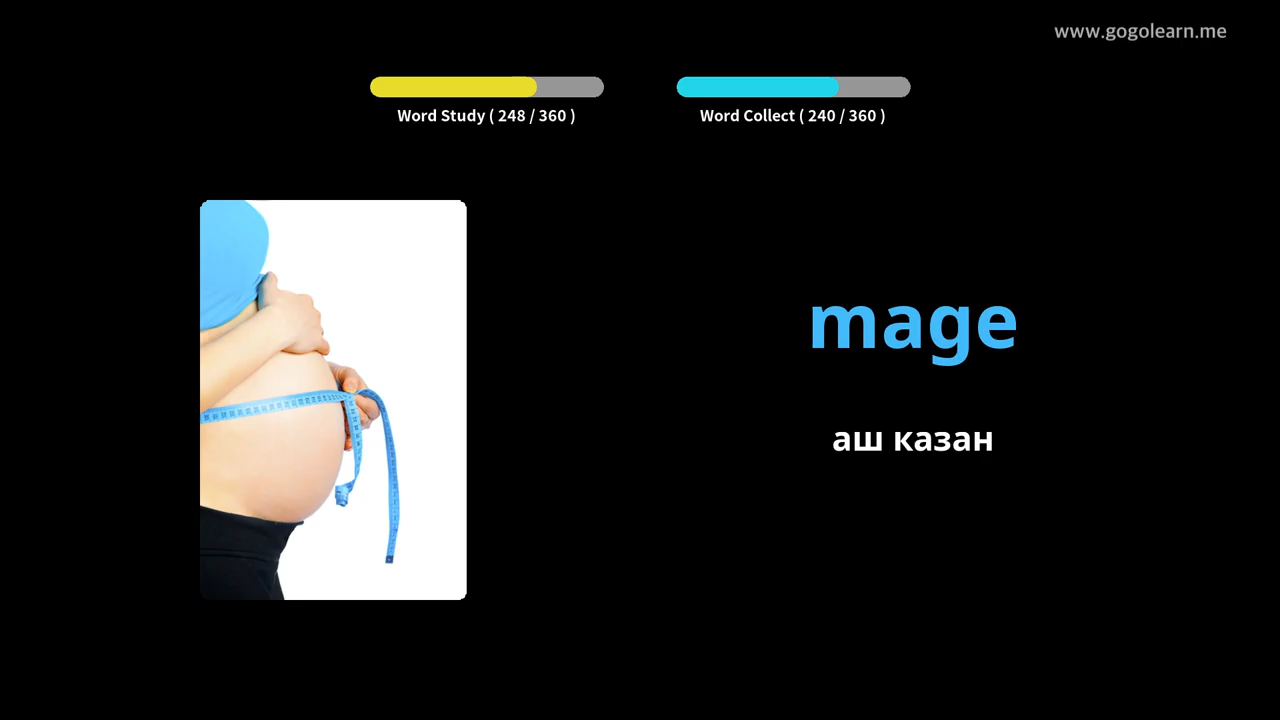 www.gogolearn.me
Word Study ( 248 / 360 )
Word Collect ( 240 / 360 )
mage
аш казан